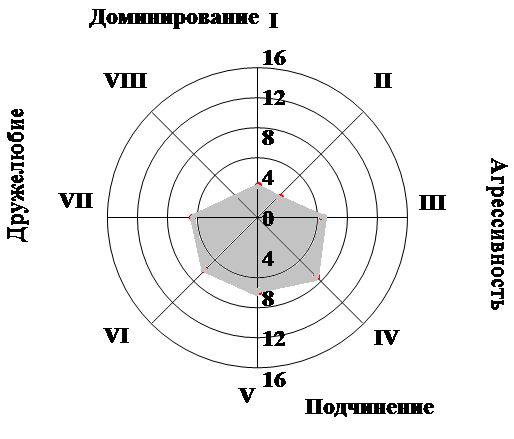 Доминирование I
16
VIII
II
12
8
4
Дружелюбие
VII
0
III
Агрессивность
4
8
VI
IV
12
16
V
Подчинение